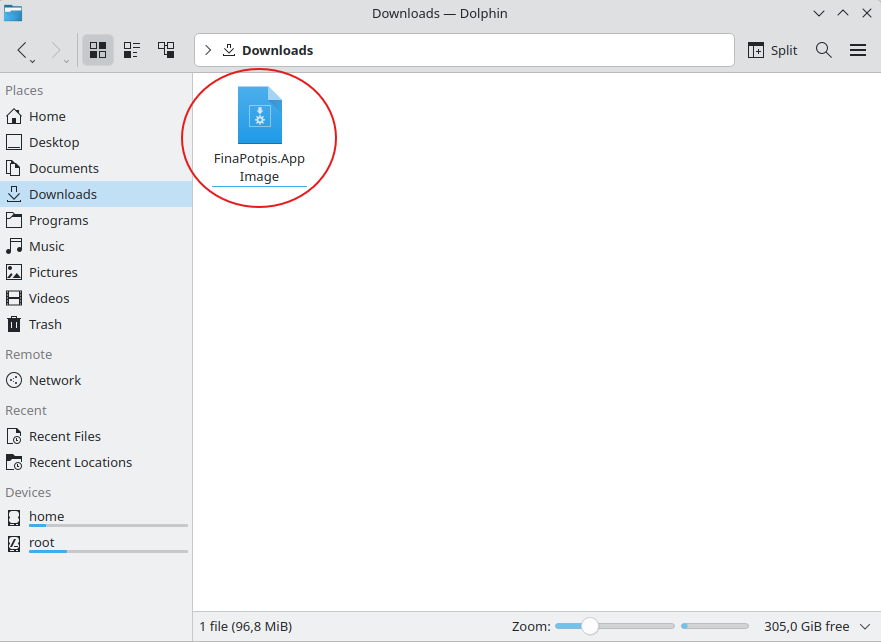 Downloads — Dolphin
Downloads
Split
Places
Home
Desktop
Documents
Downloads
Programs
Music
Pictures
Videos
Trash
Remote
Network
Recent
Recent Files
Recent Locations
Devices
home
root
FinaPotpis.App
Image
1 file (96,8 MiB)
Zoom:
305,0 GiB free